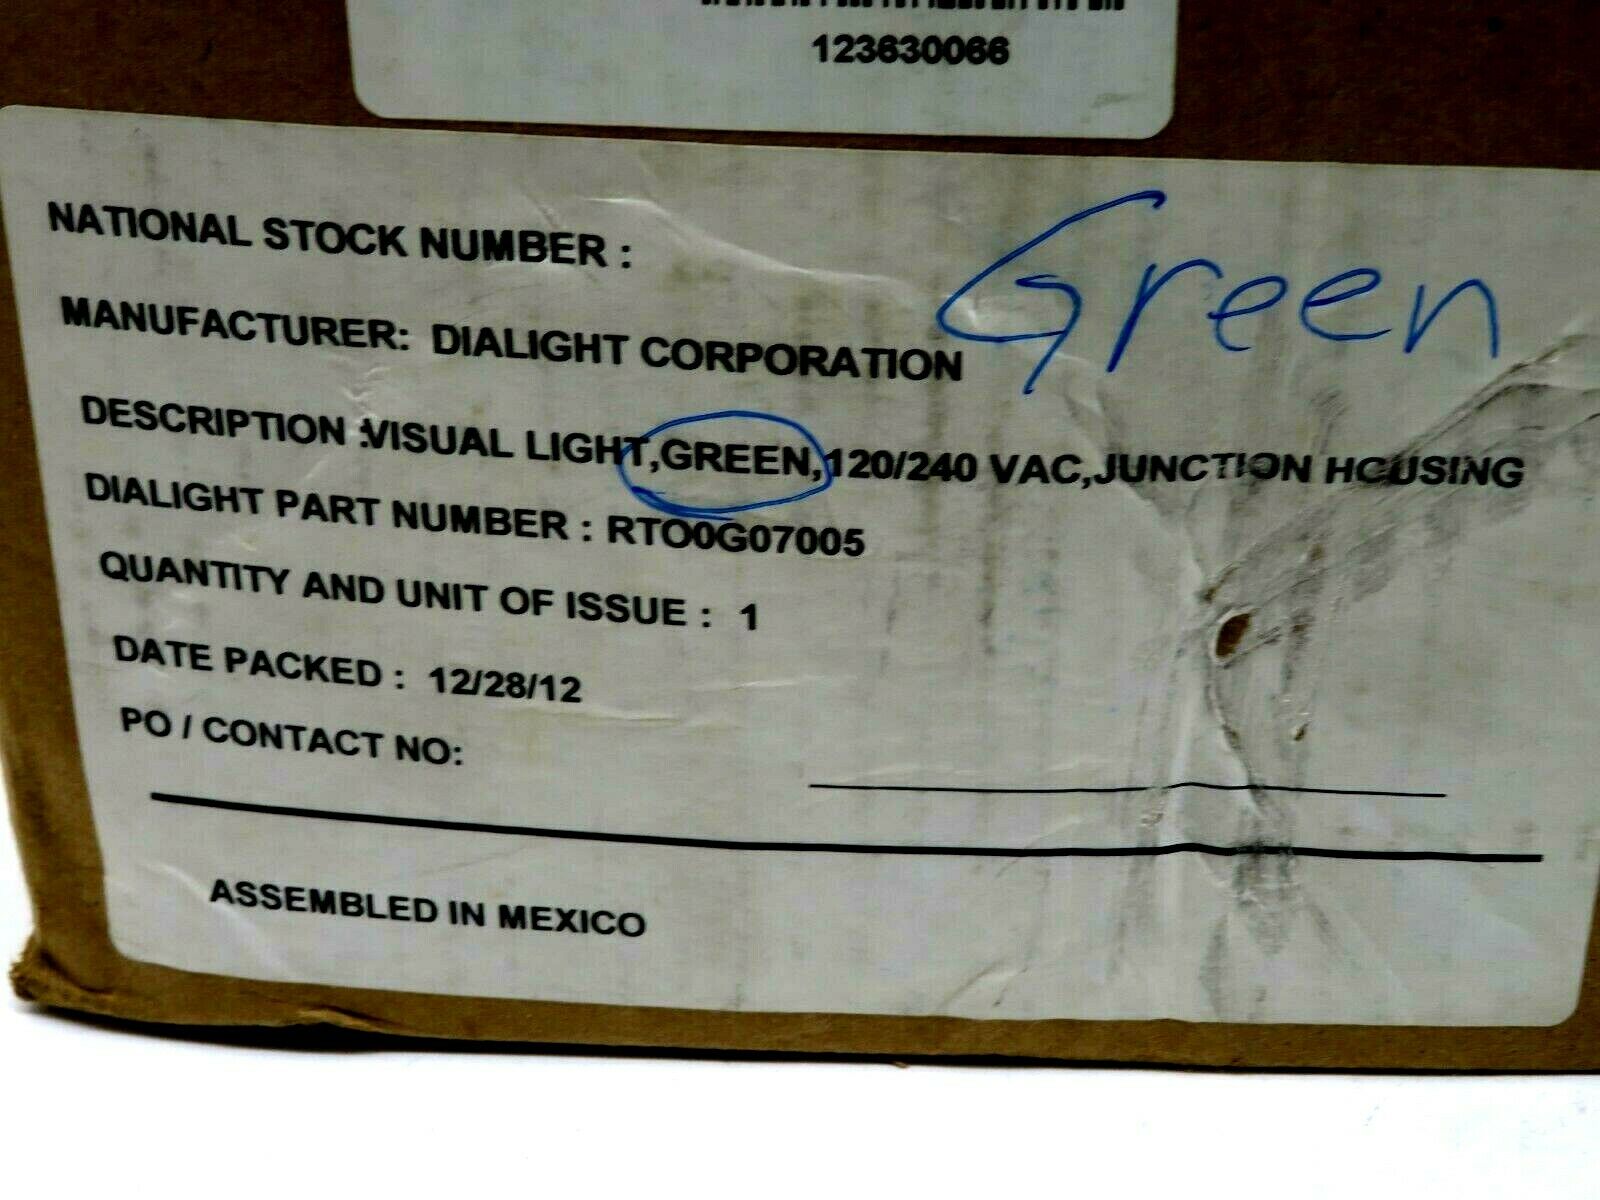 123630066
NATIONAL STOCK NUMBER :
Green
MANUFACTURER: DIALIGHT CORPORATION
DESCRIPTION :VISUAL LIGHT,GREEN,120/240 VAC,JUNCTION HOUSING
DIALIGHT PART NUMBER : RTO0G07005
QUANTITY AND UNIT OF ISSUE : 1
DATE PACKED : 12/28/12
PO / CONTACT NO:
ASSEMBLED IN MEXICO